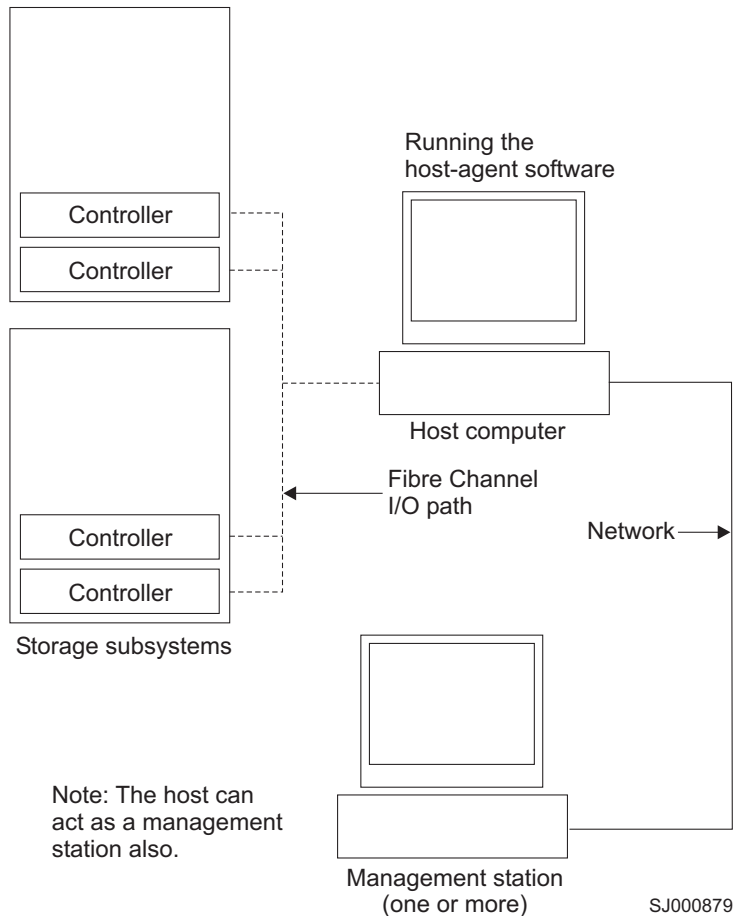 Running the
host-agent software
Controller
Controller
Host computer
Fibre Channel
I/O path
Network
Controller
Controller
Storage subsystems
Note: The host can
act as a management
station also.
Management station
(one or more)
SJ000879